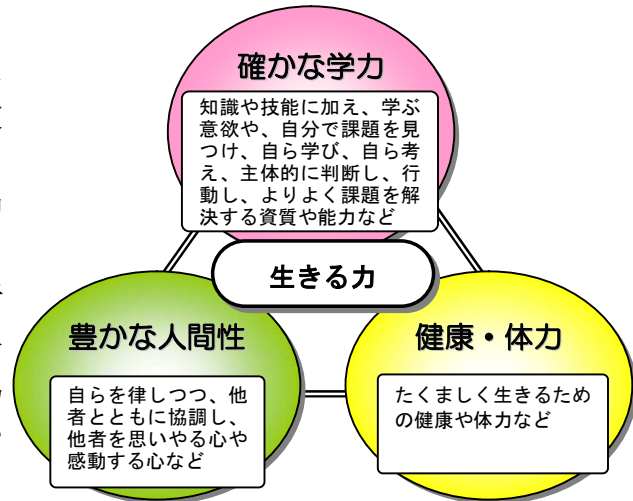 確かな学力
知識や技能に加え、学ぶ
意欲や、自分で課題を見
つけ、自ら学び、自ら考
え、主体的に判断し、行
動し、よりよく課題を解
決する資質や能力など
生きる力
豊かな人間性
自らを律しつつ、他
者とともに協調し、
他者を思いやる心や
感動する心など
健康・体力
たくましく生きるため
の健康や体力など